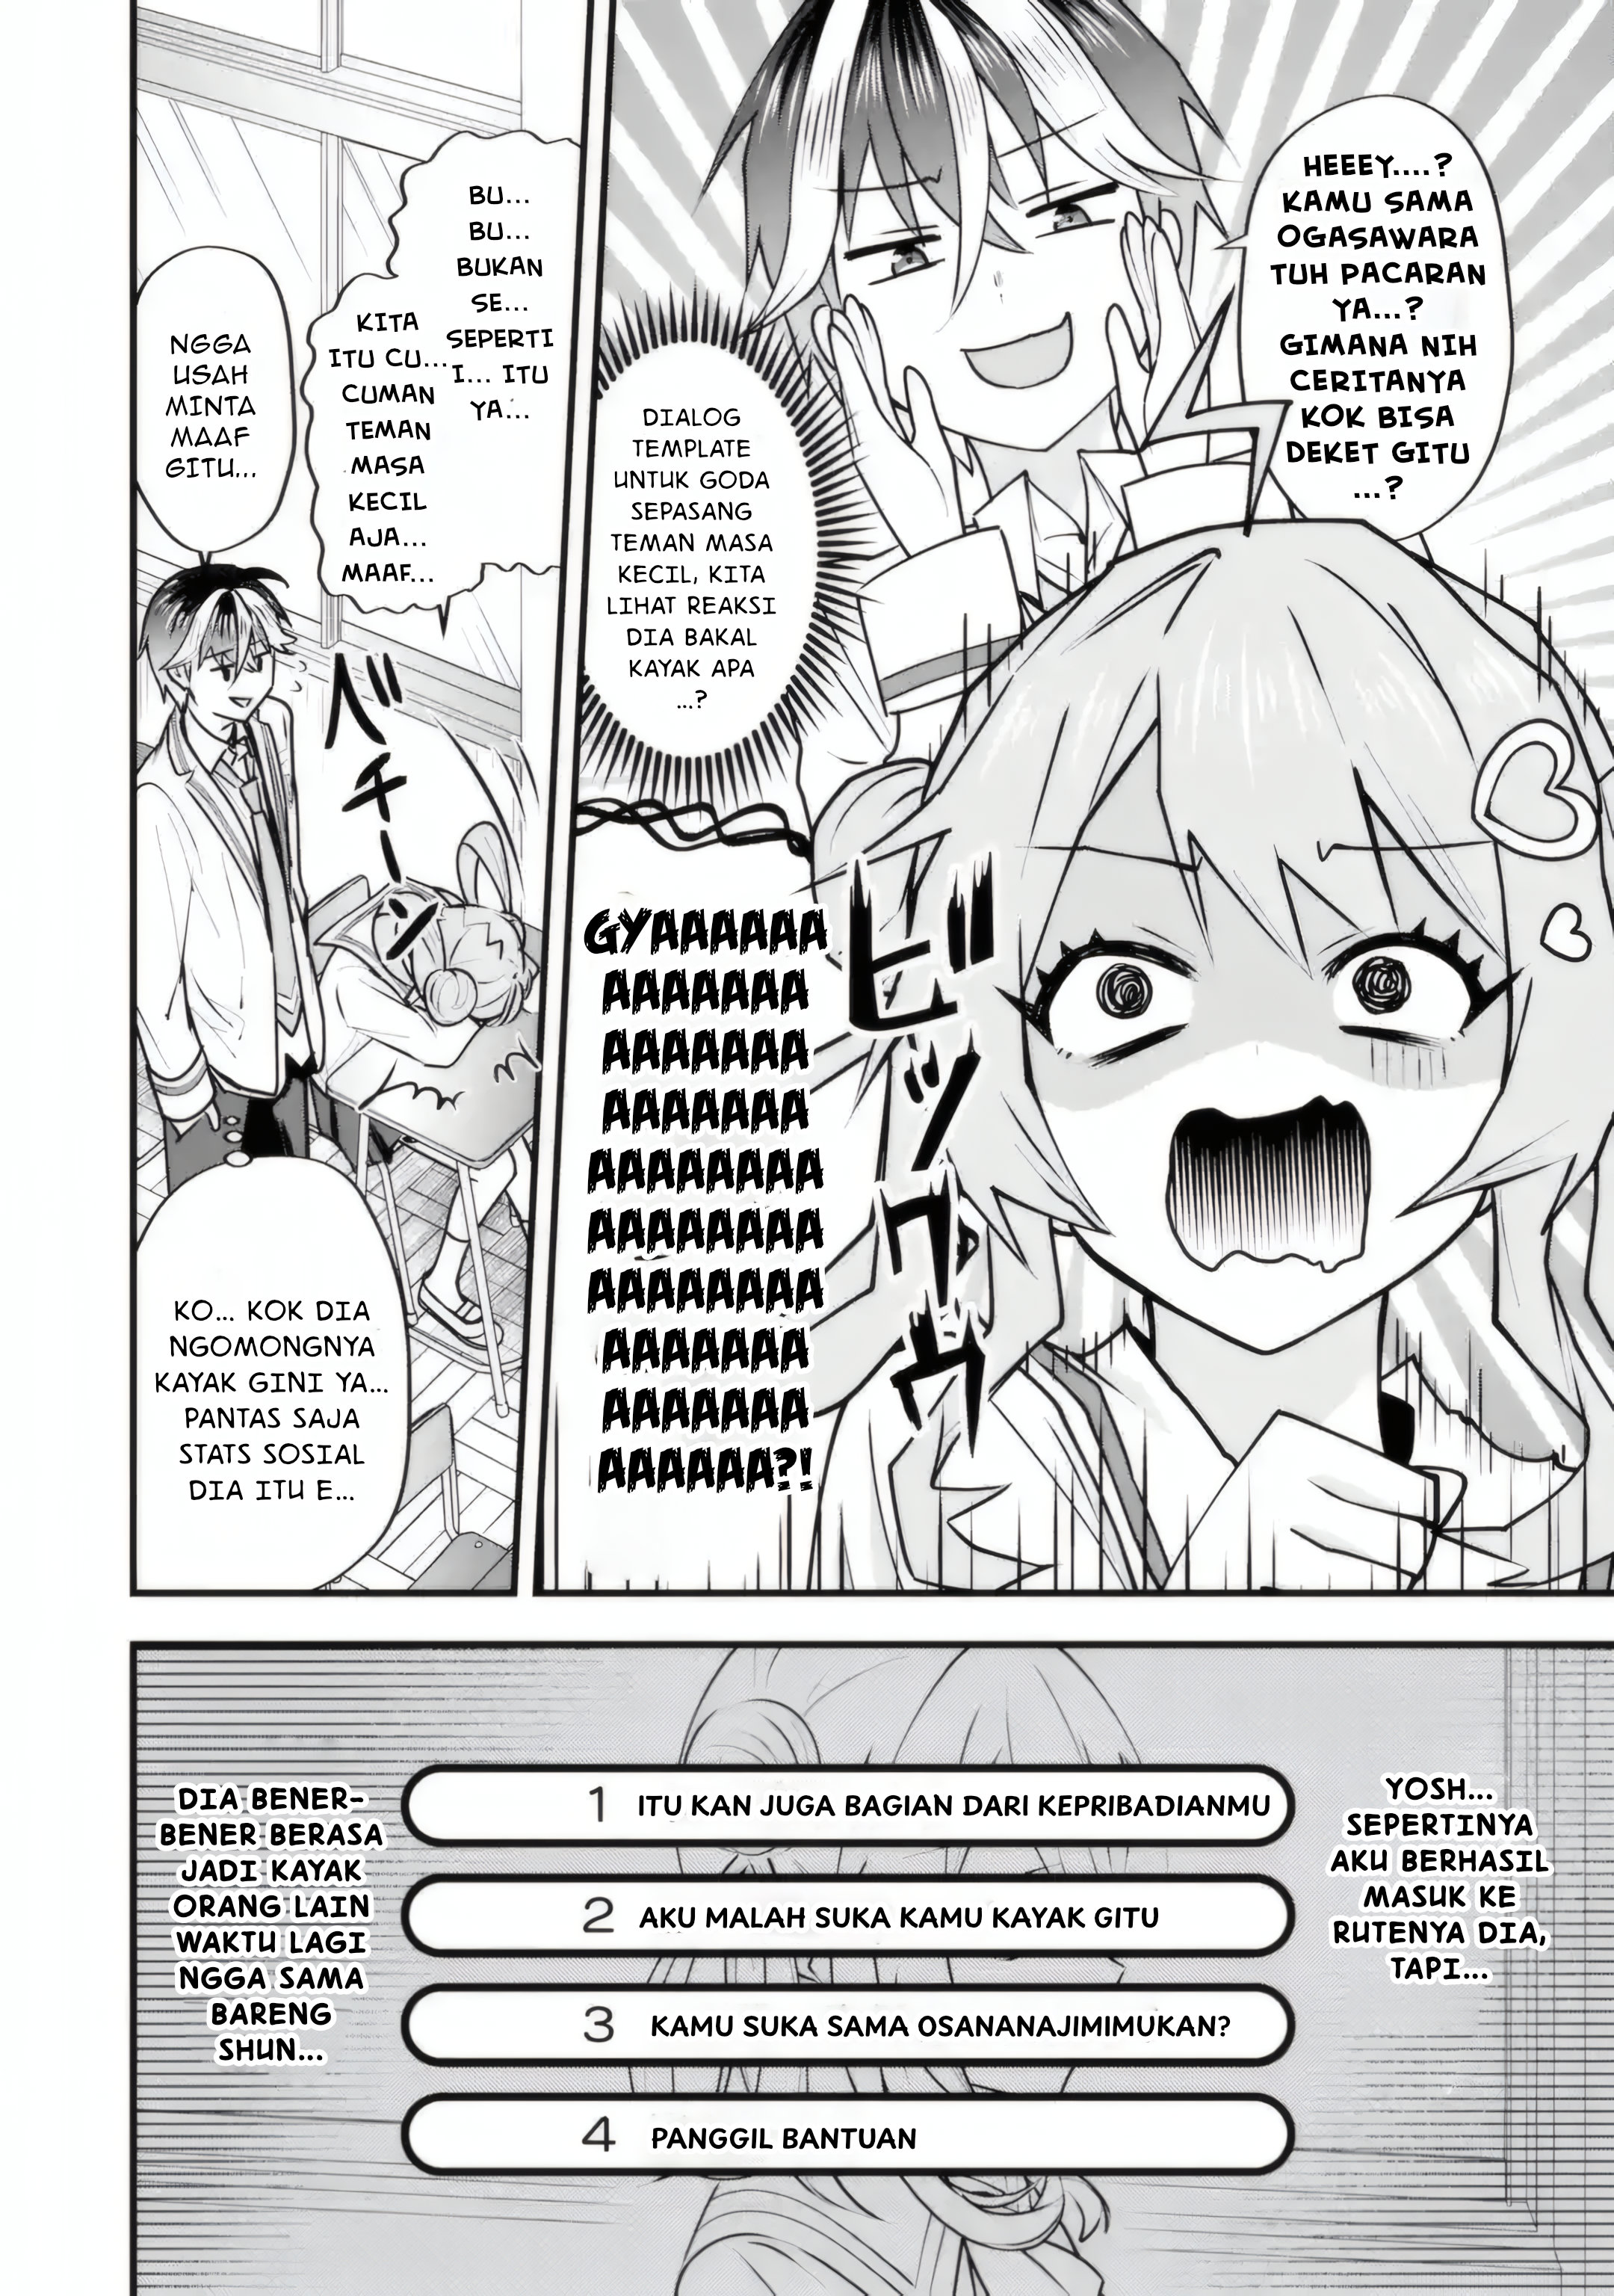 HEEEY....?
KAMU SAMA
OGASAWARA
TUH PACARAN
YA...?
GIMANA NIH
CERITANYA
KOK BISA
DEKET GITU
...?
DIALOG
TEMPLATE
UNTUK GODA
SEPASANG
TEMAN MASA
KECIL, KITA
LIHAT REAKSI
DIA BAKAL
KAYAK APA
...?
ビックゥ
GYAAAAAA
AAAAAAA
AAAAAAA
AAAAAAA
AAAAAAAA
AAAAAAAA
AAAAAAAA
AAAAAAA
AAAAAAA
AAAAAA?!
BU...
BU...
BUKAN
SE...
SEPERTI
I... ITU
YA...
KITA
ITU CU...
CUMAN
TEMAN
MASA
KECIL
AJA...
MAAF...
NGGA
USAH
MINTA
MAAF
GITU...
ベチーン
KO... KOK DIA
NGOMONGNYA
KAYAK GINI YA...
PANTAS SAJA
STATS SOSIAL
DIA ITU E...
YOSH...
SEPERTINYA
AKU BERHASIL
MASUK KE
RUTENYA DIA,
TAPI...
1 ITU KAN JUGA BAGIAN DARI KEPRIBADIANMU
2 AKU MALAH SUKA KAMU KAYAK GITU
3 KAMU SUKA SAMA OSANANAJIMIMUKAN?
4 PANGGIL BANTUAN
DIA BENER-
BENER BERASA
JADI KAYAK
ORANG LAIN
WAKTU LAGI
NGGA SAMA
BARENG
SHUN...